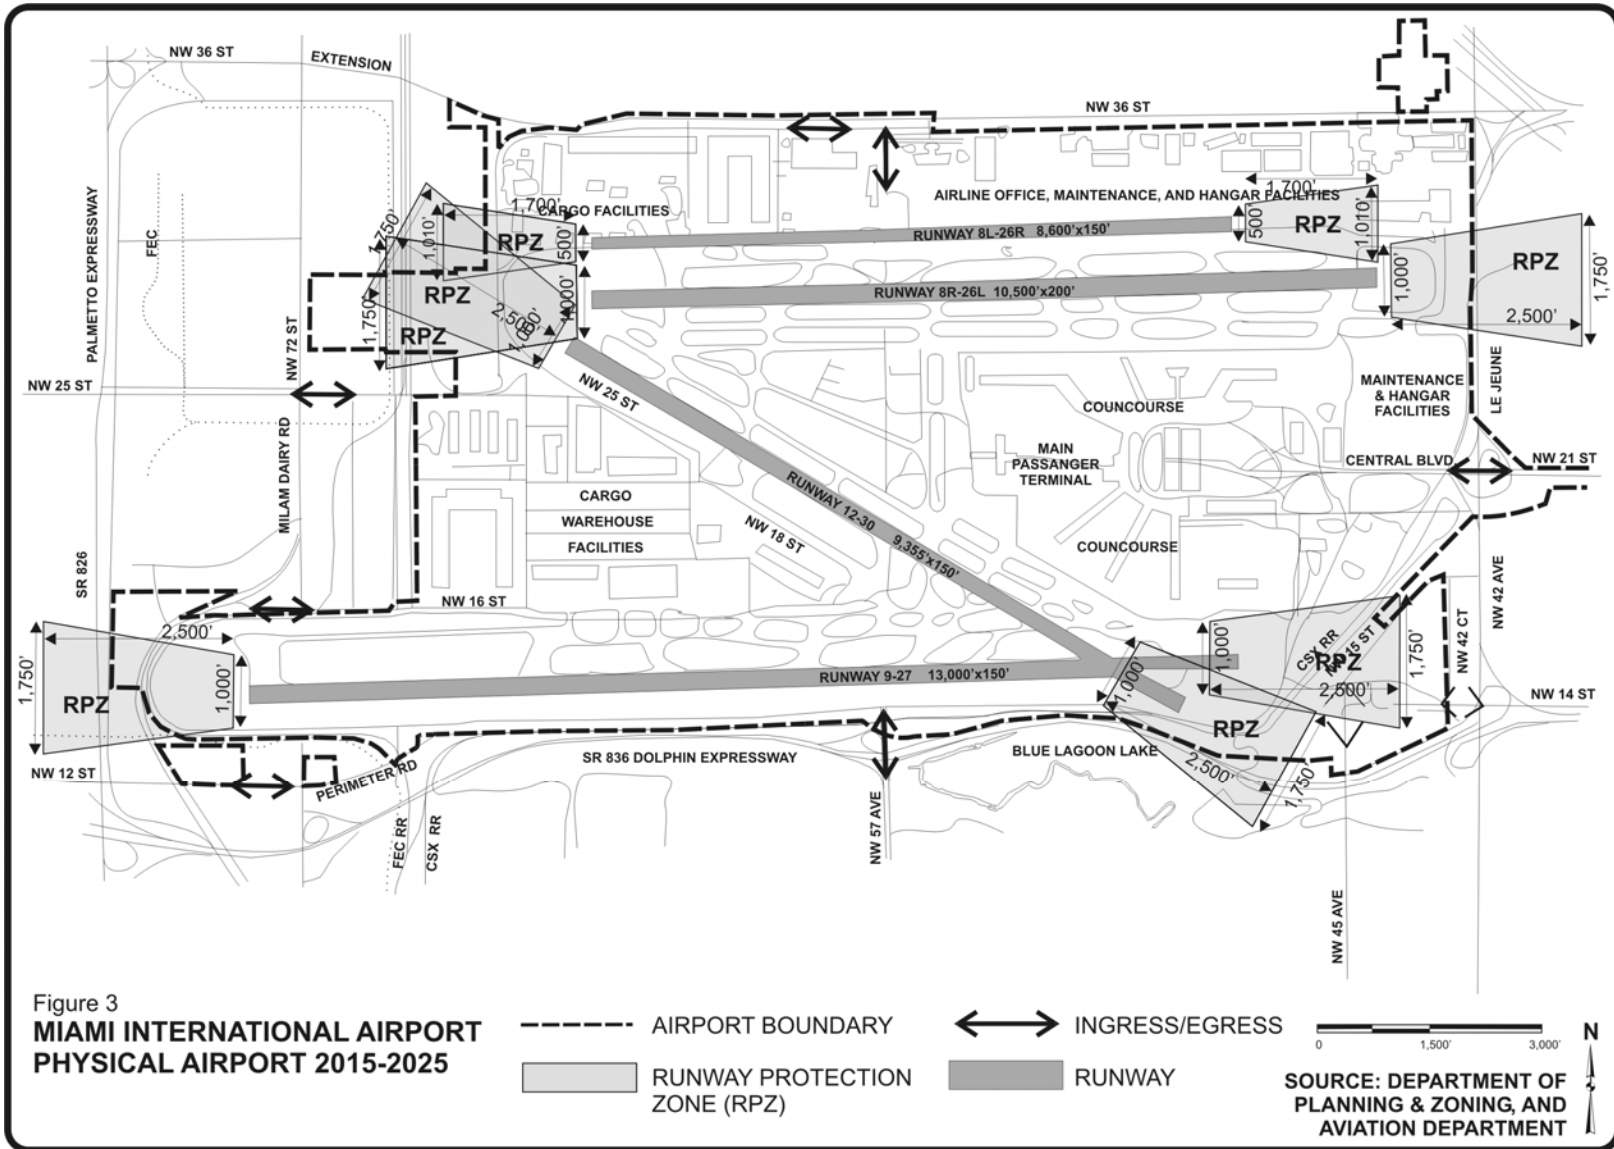 NW 36 ST
EXTENSION
NW 36 ST
PALMETTO EXPRESSWAY
FEC
1,750'
1,010'
1,700'
CARGO FACILITIES
RPZ
500'
AIRLINE OFFICE, MAINTENANCE, AND HANGAR FACILITIES
1,700'
500'
RPZ
1,010'
RUNWAY 8L-26R 8,600'x150'
RUNWAY 8R-26L 10,500'x200'
RPZ
RPZ
1,750'
2,500'
1,000'
1,000'
1,000'
RPZ
2,500'
1,750'
NW 72 ST
NW 25 ST
NW 25 ST
MILAM DAIRY RD
LE JEUNE
MAINTENANCE
& HANGAR
FACILITIES
COUNCOURSE
MAIN
PASSANGER
TERMINAL
CENTRAL BLVD
NW 21 ST
CARGO
WAREHOUSE
FACILITIES
RUNWAY 12-30
9,355'x150'
NW 18 ST
COUNCOURSE
SR 826
NW 16 ST
NW 42 AVE
NW 42 CT
2,500'
1,750'
1,000'
RPZ
RUNWAY 9-27 13,000'x150'
1,000'
1,000'
CSX RR
NW 15 ST
RPZ
2,500'
1,750'
NW 14 ST
RPZ
2,500'
1,750'
BLUE LAGOON LAKE
SR 836 DOLPHIN EXPRESSWAY
NW 12 ST
PERIMETER RD
FEC RR
CSX RR
NW 57 AVE
NW 45 AVE
Figure 3
MIAMI INTERNATIONAL AIRPORT
PHYSICAL AIRPORT 2015-2025
AIRPORT BOUNDARY
RUNWAY PROTECTION
ZONE (RPZ)
INGRESS/EGRESS
RUNWAY
0 1,500' 3,000'
N
SOURCE: DEPARTMENT OF
PLANNING & ZONING, AND
AVIATION DEPARTMENT